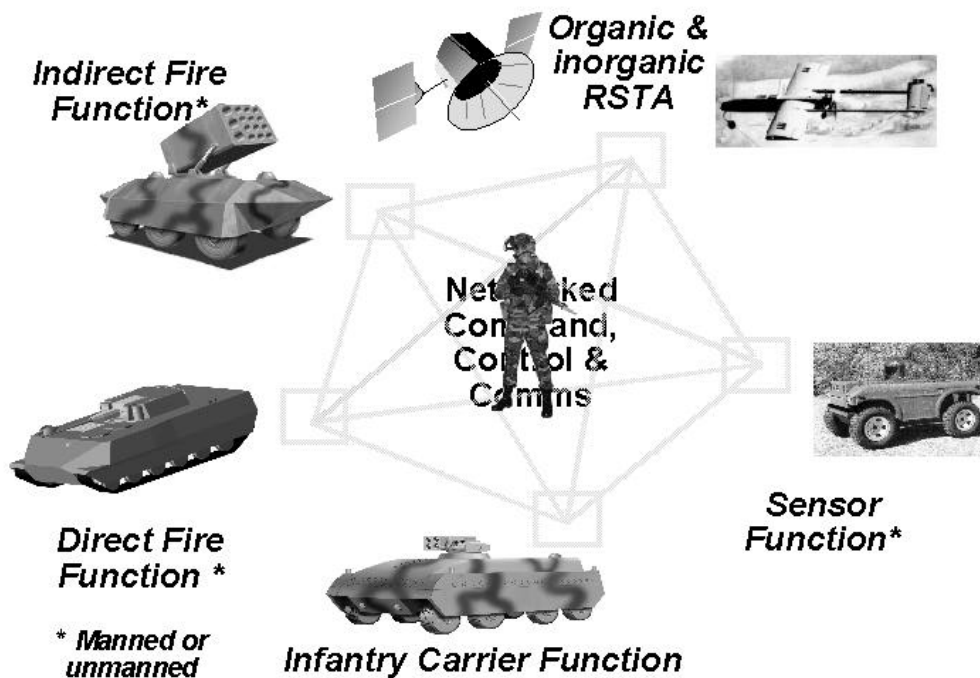 Indirect Fire
Function*
Organic &
inorganic
RSTA
Networked
Command,
Control &
Comms
Sensor
Function*
Direct Fire
Function *
* Manned or
unmanned
Infantry Carrier Function